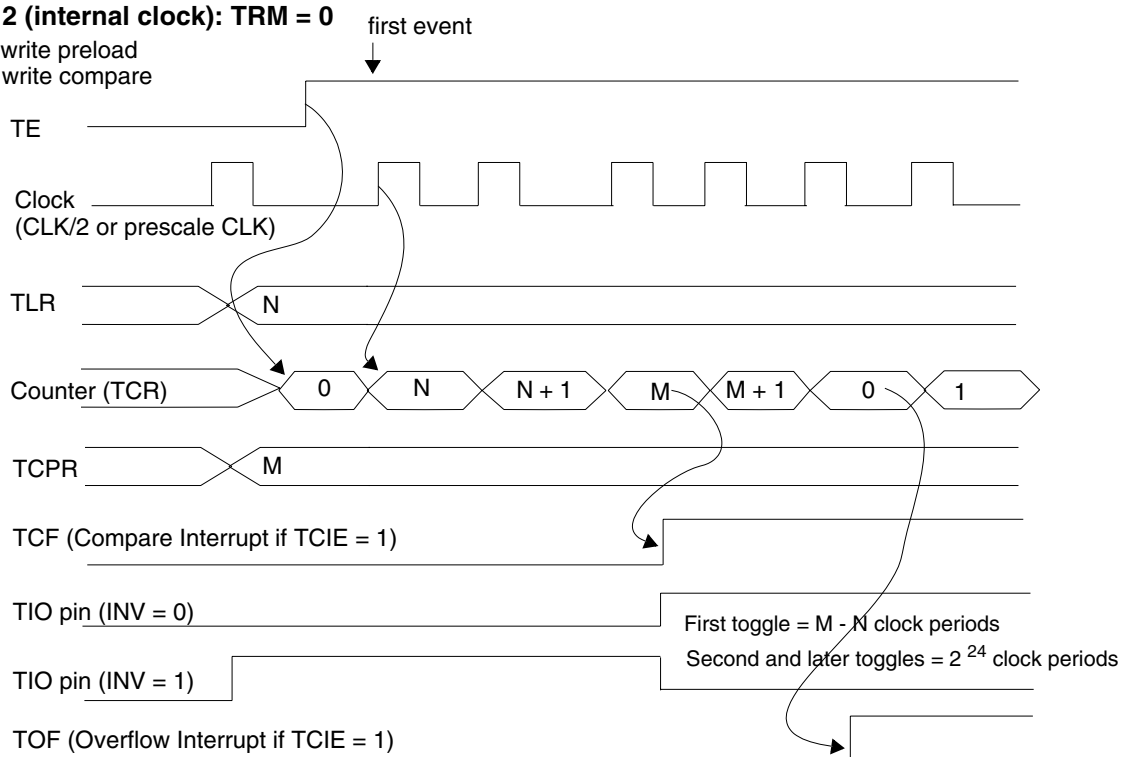 2 (internal clock): TRM = 0
first event
write preload
write compare
TE
Clock
(CLK/2 or prescale CLK)
TLR
N
Counter (TCR)
0
N
N + 1
M
M + 1
0
1
TCPR
M
TCF (Compare Interrupt if TCIE = 1)
TIO pin (INV = 0)
First toggle = M - N clock periods
Second and later toggles = 2 24 clock periods
TIO pin (INV = 1)
TOF (Overflow Interrupt if TCIE = 1)